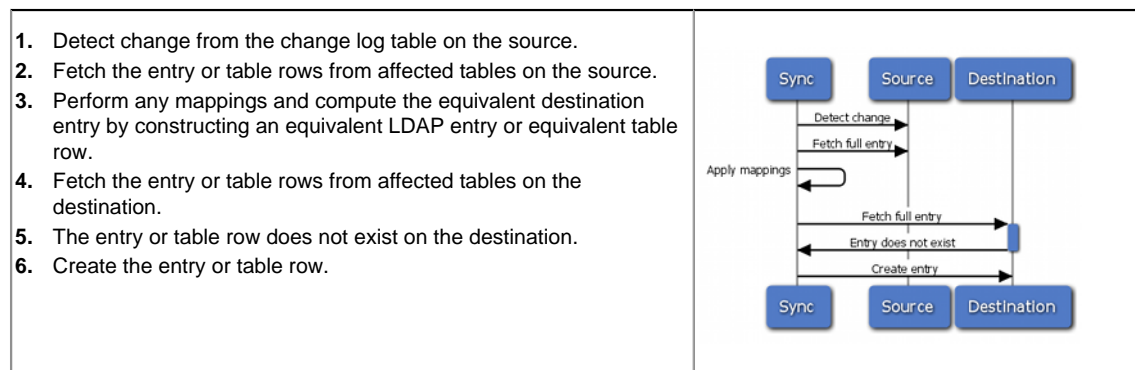 1. Detect change from the change log table on the source.
2. Fetch the entry or table rows from affected tables on the source.
3. Perform any mappings and compute the equivalent destination
entry by constructing an equivalent LDAP entry or equivalent table
row.
4. Fetch the entry or table rows from affected tables on the
destination.
5. The entry or table row does not exist on the destination.
6. Create the entry or table row.
Sync Source Destination
Detect change
Fetch full entry
Apply mappings
Fetch full entry
Entry does not exist
Create entry
Sync Source Destination